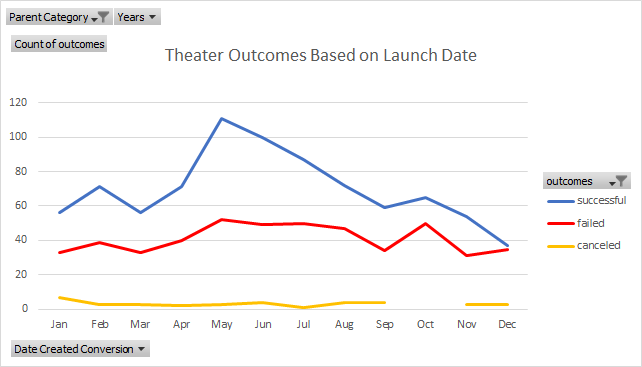 Parent Category Years
Count of outcomes
Theater Outcomes Based on Launch Date
120
100
80
60
40
20
0
Jan Feb Mar Apr May Jun Jul Aug Sep Oct Nov Dec
outcomes
successful
failed
canceled
Date Created Conversion